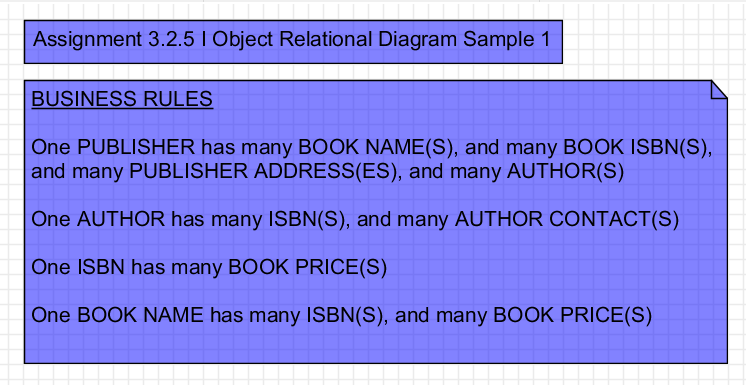 Assignment 3.2.5 I Object Relational Diagram Sample 1
BUSINESS RULES
One PUBLISHER has many BOOK NAME(S), and many BOOK ISBN(S),
and many PUBLISHER ADDRESS(ES), and many AUTHOR(S)
One AUTHOR has many ISBN(S), and many AUTHOR CONTACT(S)
One ISBN has many BOOK PRICE(S)
One BOOK NAME has many ISBN(S), and many BOOK PRICE(S)